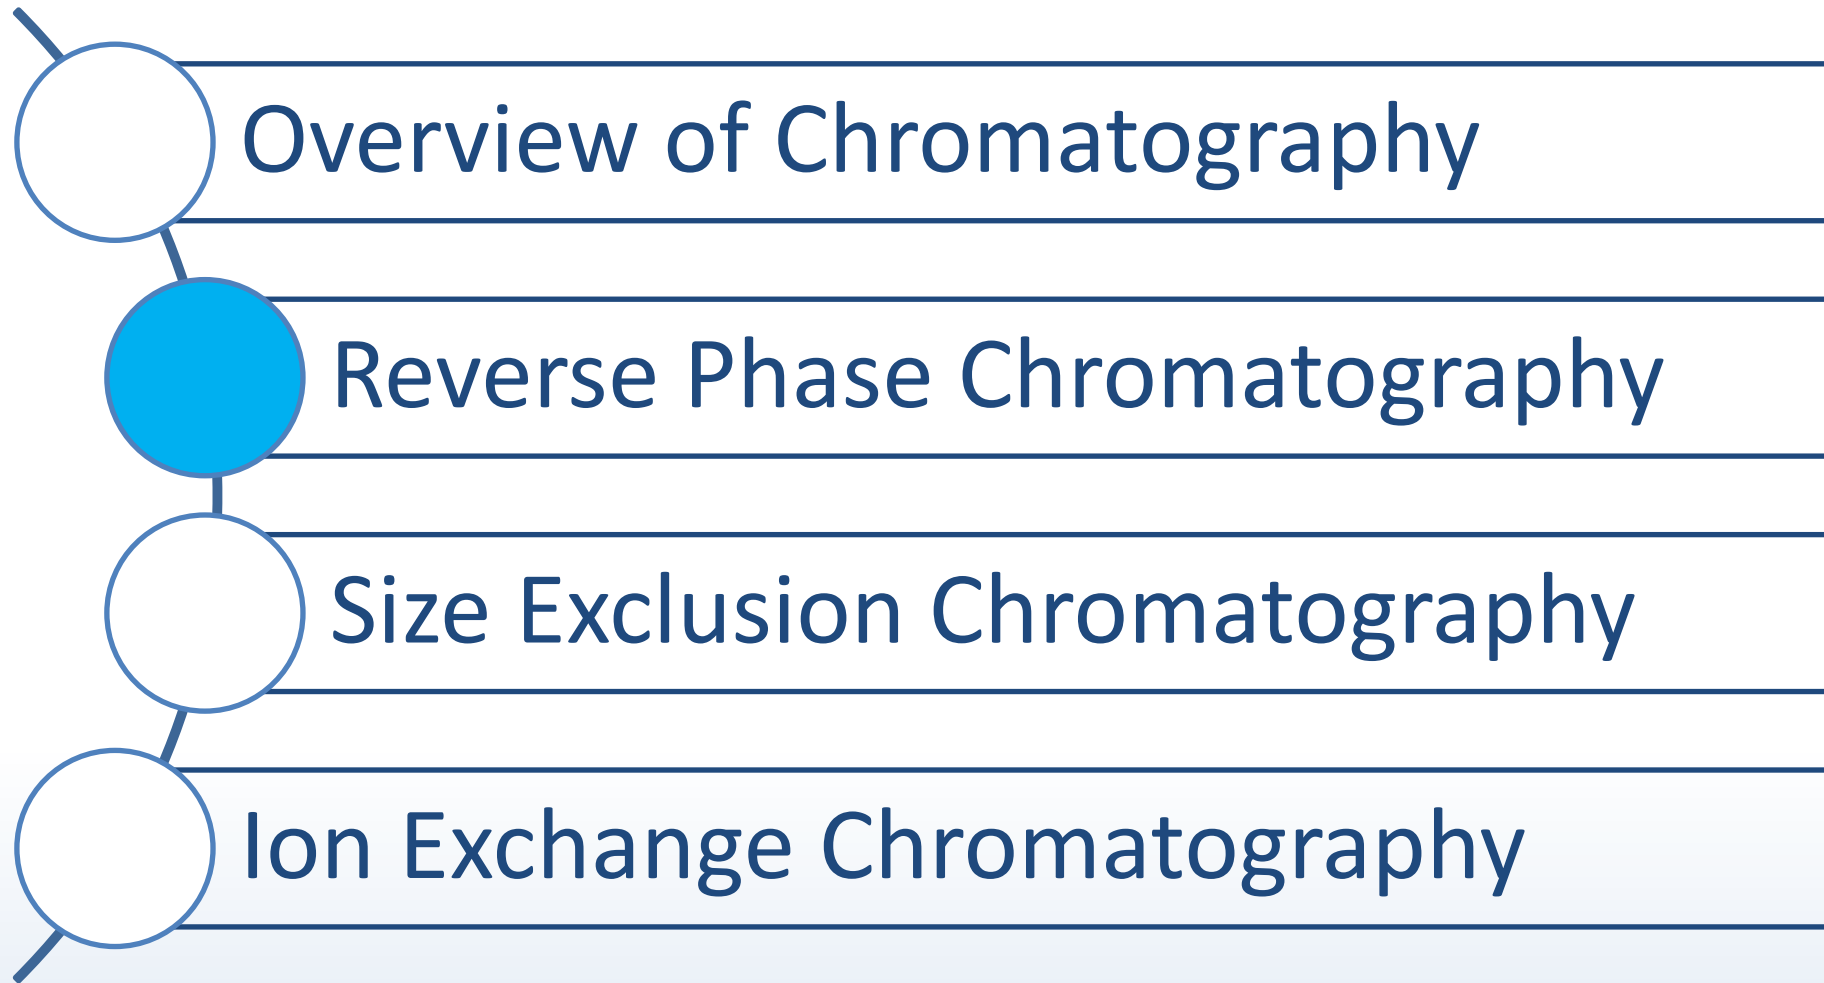 Overview of Chromatography
Reverse Phase Chromatography
Size Exclusion Chromatography
Ion Exchange Chromatography